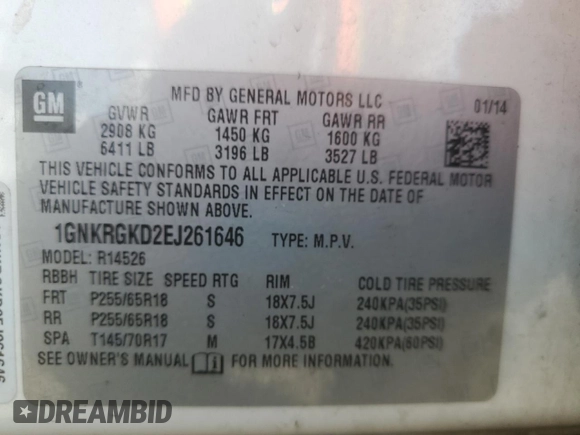 GM
MFD BY GENERAL MOTORS LLC
01/14
GVWR GAWR FRT GAWR RR
2908 KG 1450 KG 1600 KG
6411 LB 3196 LB 3527 LB
THIS VEHICLE CONFORMS TO ALL APPLICABLE U.S. FEDERAL MOTOR
VEHICLE SAFETY STANDARDS IN EFFECT ON THE DATE OF
MANUFACTURE SHOWN ABOVE.
1GNKRGKD2EJ261646 TYPE: M.P.V.
MODEL: R14526
RBBH TIRE SIZE SPEED RTG RIM COLD TIRE PRESSURE
FRT P255/65R18 S 18X7.5J 240KPA(35PSI)
RR P255/65R18 S 18X7.5J 240KPA(35PSI)
SPA T145/70R17 M 17X4.5B 420KPA(60PSI)
SEE OWNER'S MANUAL FOR MORE INFORMATION.
DREAMBID